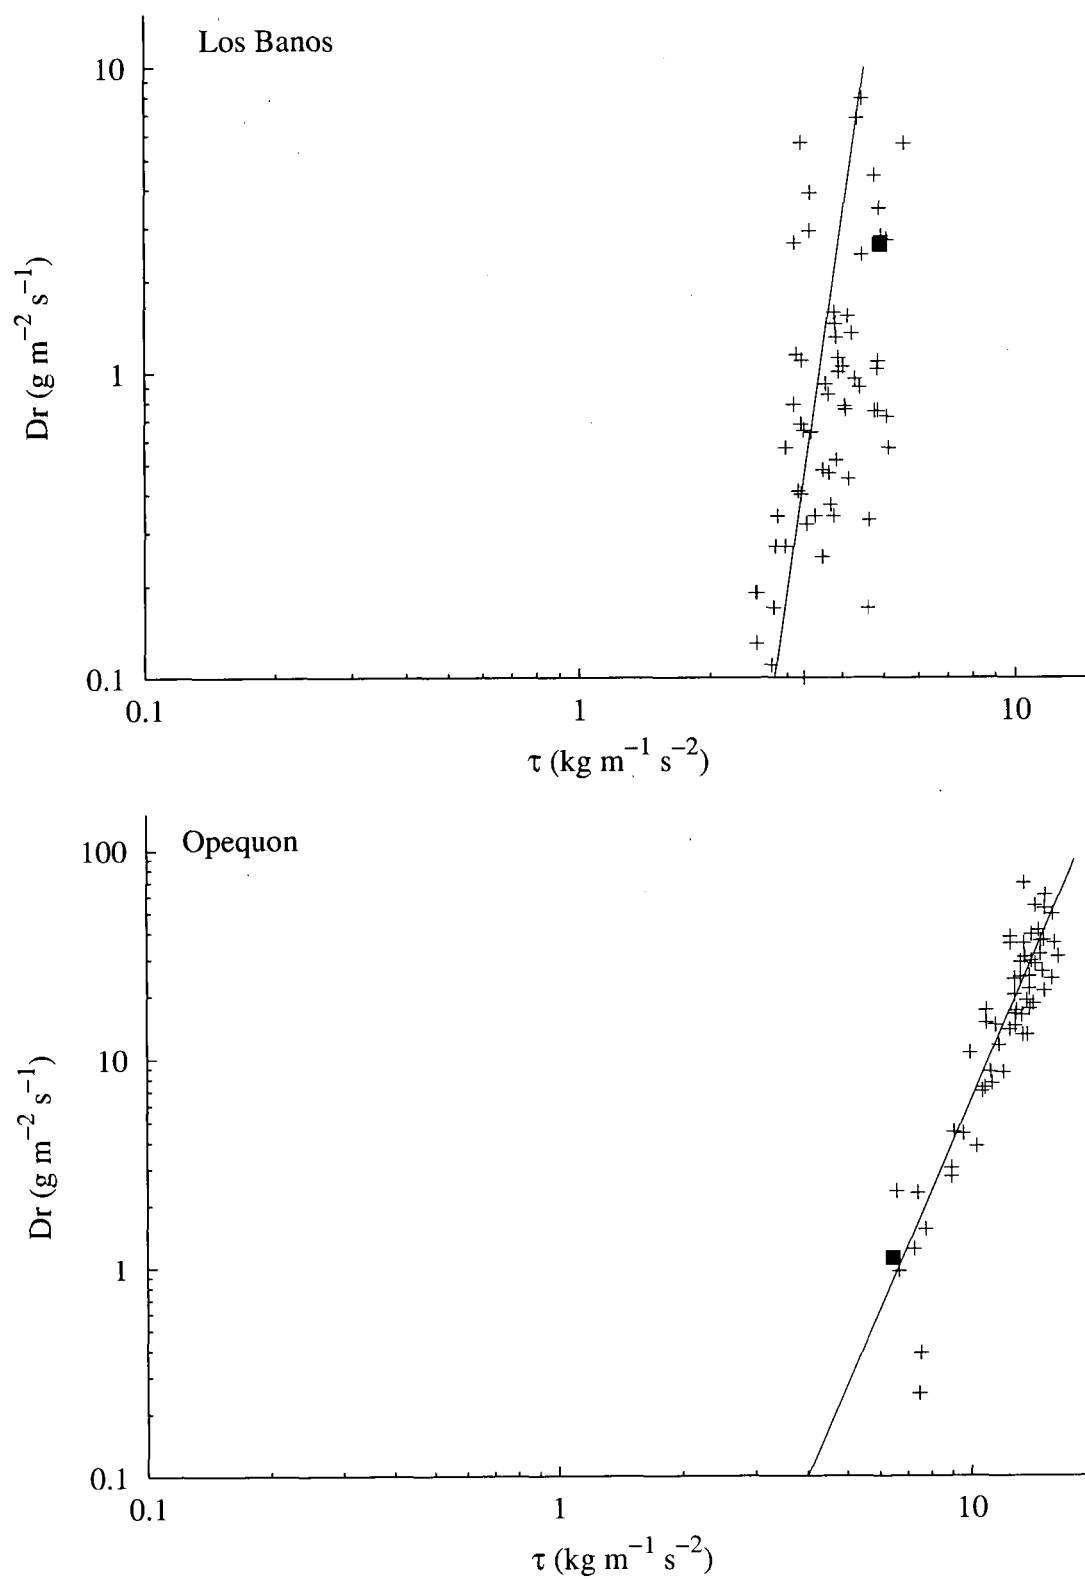 Los Banos
10
1
0.1
Dr (g m⁻² s⁻¹)
0.1
1
10
τ (kg m⁻¹ s⁻²)
Opequon
100
10
1
0.1
Dr (g m⁻² s⁻¹)
0.1
1
10
τ (kg m⁻¹ s⁻²)